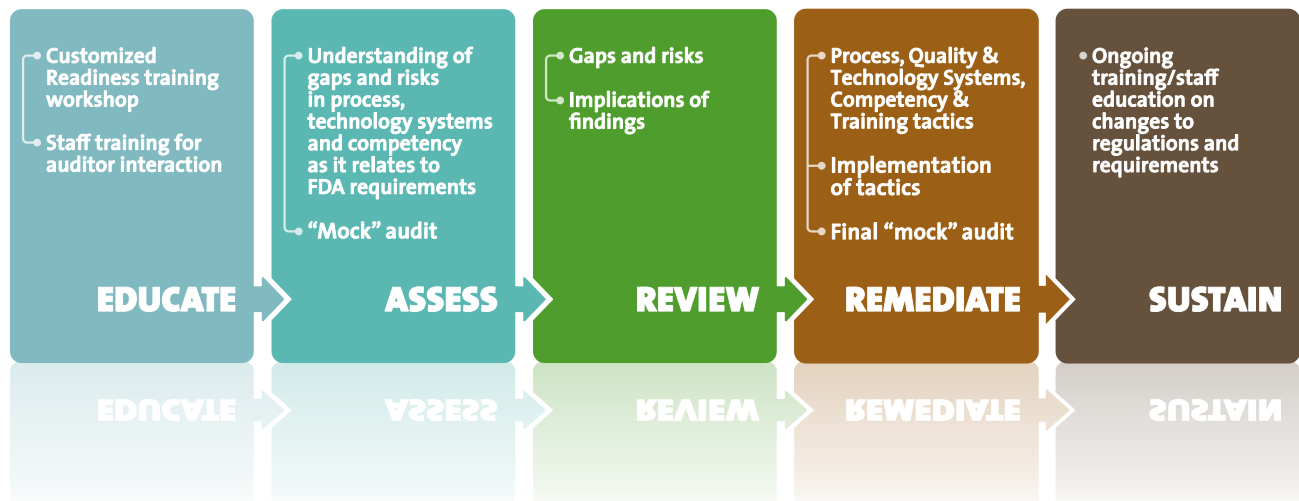 Customized
Readiness training
workshop
Staff training for
auditor interaction
EDUCATE
Understanding of
gaps and risks
in process,
technology systems
and competency
as it relates to
FDA requirements
“Mock” audit
ASSESS
Gaps and risks
Implications of
findings
REVIEW
Process, Quality &
Technology Systems,
Competency &
Training tactics
Implementation
of tactics
Final “mock” audit
REMEDIATE
Ongoing
training/staff
education on
changes to
regulations and
requirements
SUSTAIN